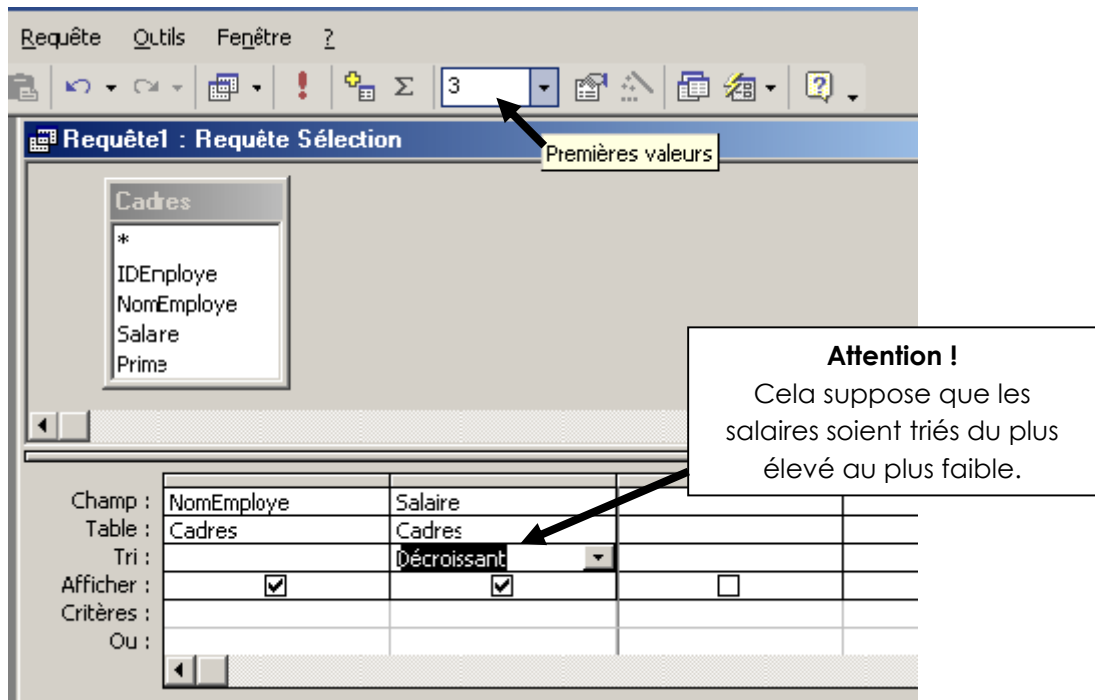 Requête Outils Fenêtre ?
Σ 3
Requête1 : Requête Sélection
Premières valeurs
Cadres
*
IDEmploye
NomEmploye
Salare
Prime
Attention !
Cela suppose que les
salaires soient triés du plus
élevé au plus faible.
Champ : NomEmploye Salaire
Table : Cadres Cadres
Tri : Décroissant
Afficher :
Critères :
Ou :